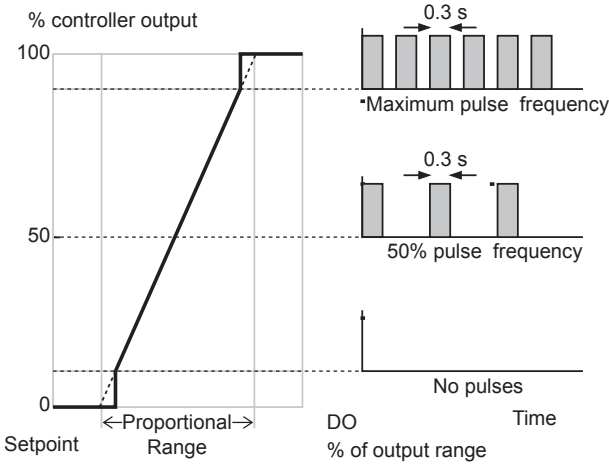 % controller output
0.3 s
100
Maximum pulse frequency
0.3 s
50
50% pulse frequency
No pulses
0
Proportional
Range
Setpoint
DO
Time
% of output range